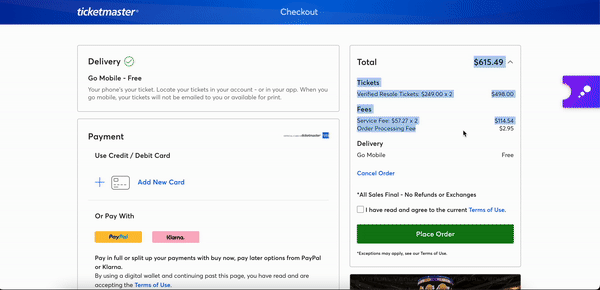 ticketmaster®
Checkout
Delivery
Go Mobile - Free
Your phone's your ticket. Locate your tickets in your account - or in your app. When you
go mobile, your tickets will not be emailed to you or available for print.
Payment
Use Credit / Debit Card
Add New Card
Or Pay With
PayPal
Klarna.
Pay in full or split up your payments with buy now, pay later options from PayPal
or Klarna.
By using a digital wallet and continuing past this page, you have read and are
accepting the Terms of Use.
Total $615.49
Tickets
Verified Resale Tickets: $249.00 x 2 $498.00
Fees
Service Fee: $57.27 x 2 $114.54
Order Processing Fee $2.95
Delivery
Go Mobile Free
Cancel Order
*All Sales Final - No Refunds or Exchanges
I have read and agree to the current Terms of Use.
Place Order
*Exceptions may apply, see our Terms of Use.